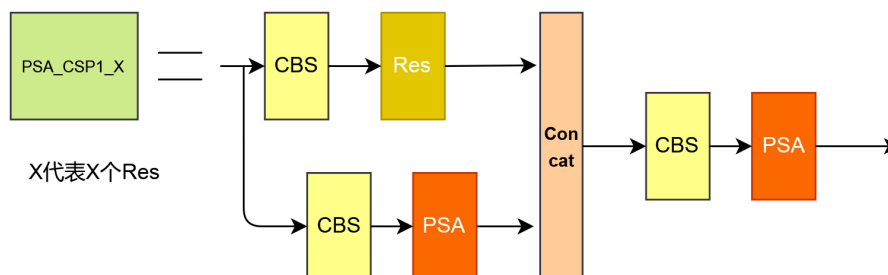 PSA_CSP1_X
CBS
Res
Con
cat
CBS
PSA
X代表X个Res
CBS
PSA